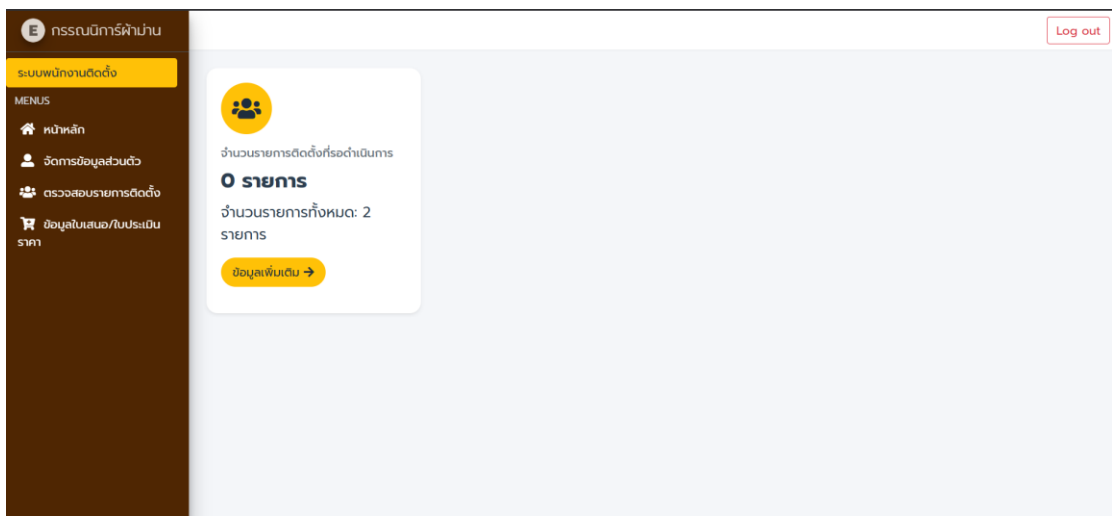 E กรรณนิการ์ผ้าม่าน
Log out
ระบบพนักงานติดตั้ง
MENUS
หน้าหลัก
จัดการข้อมูลส่วนตัว
ตรวจสอบรายการติดตั้ง
ข้อมูลใบเสนอ/ใบประเมิน
ราคา
จำนวนรายการติดตั้งที่รอดำเนินการ
0 รายการ
จำนวนรายการทั้งหมด: 2
รายการ
ข้อมูลเพิ่มเติม